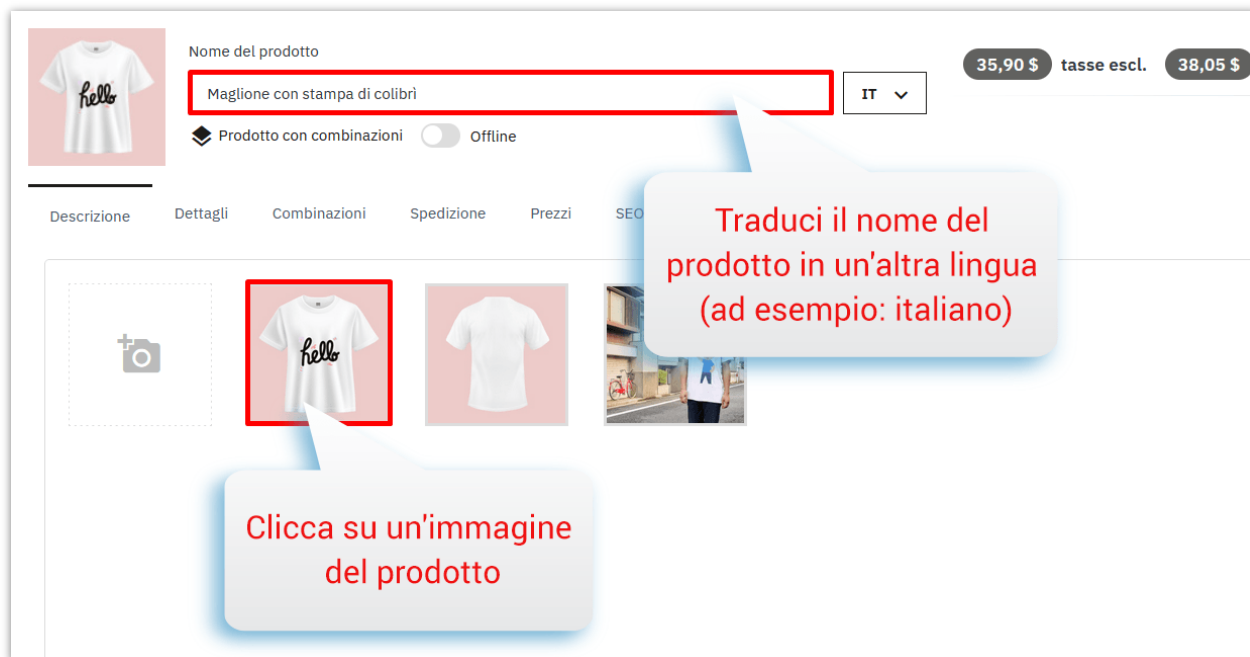 hello
Nome del prodotto
Maglione con stampa di colibrì
IT
35,90 $ tasse escl. 38,05 $
Prodotto con combinazioni
Offline
Descrizione
Dettagli
Combinazioni
Spedizione
Prezzi
SEO
Traduci il nome del
prodotto in un'altra lingua
(ad esempio: italiano)
hello
Clicca su un'immagine
del prodotto